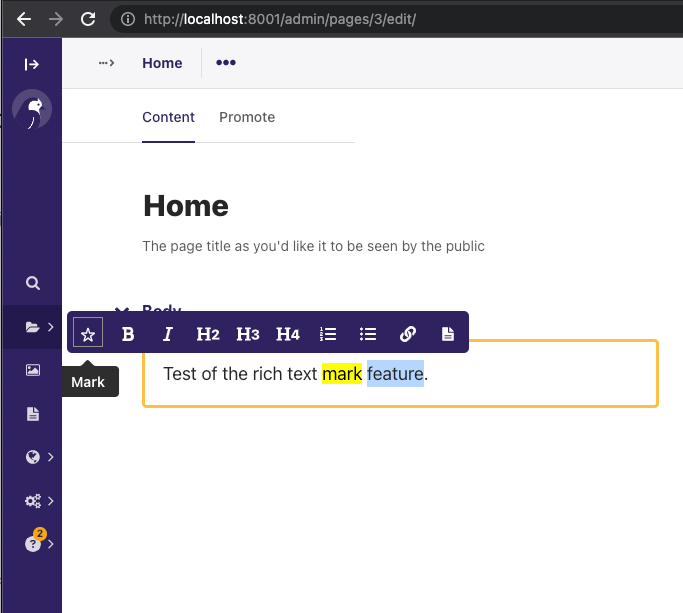 http://localhost:8001/admin/pages/3/edit/
Home
Content Promote
Home
The page title as you'd like it to be seen by the public
Body
B I H2 H3 H4
Mark
Test of the rich text mark feature.
2